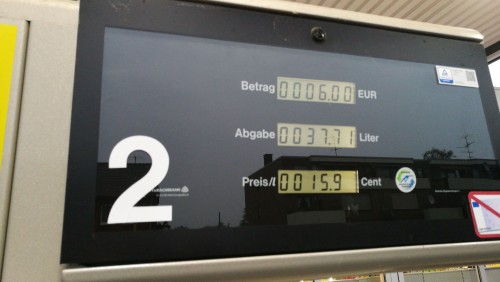 Betrag 0006.00 EUR
Abgabe 0037.71 Liter
2
Preis/l 0015.9 Cent